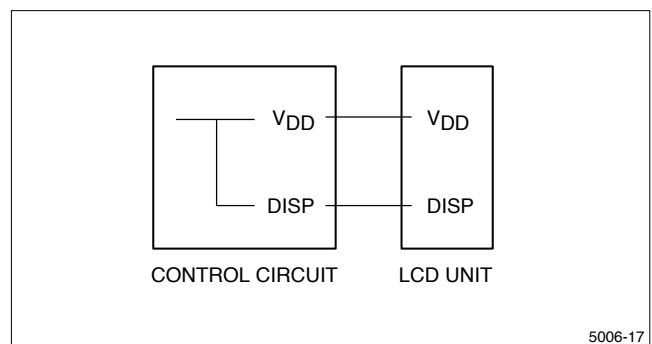 VDD VDD
DISP DISP
CONTROL CIRCUIT LCD UNIT
5006-17